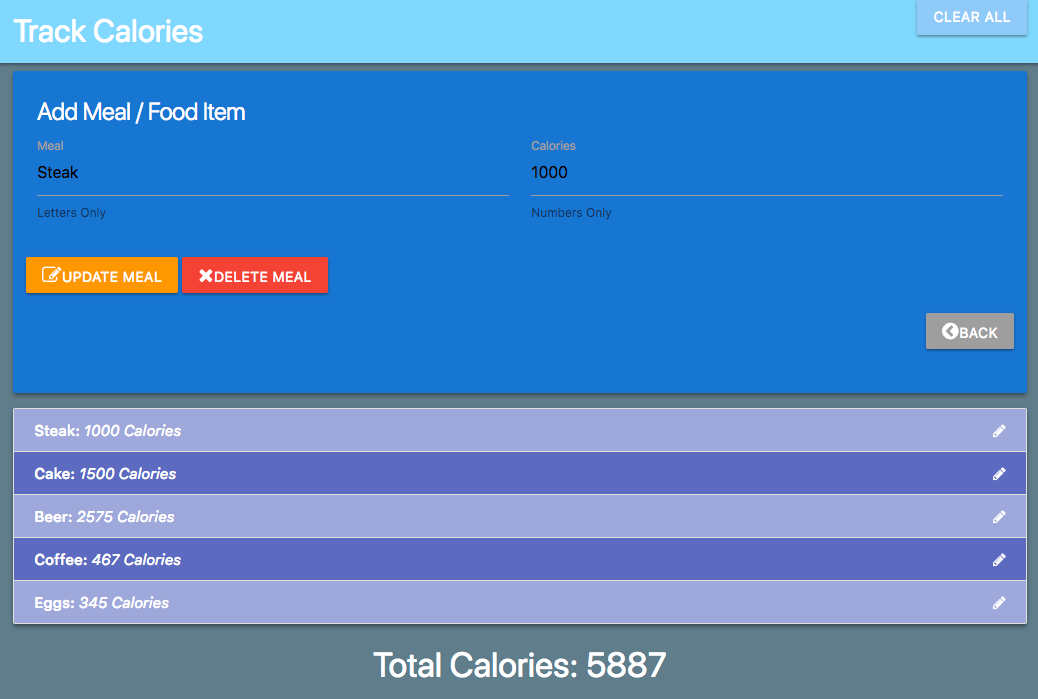 Track Calories
CLEAR ALL
Add Meal / Food Item
Meal
Calories
Steak
1000
Letters Only
Numbers Only
UPDATE MEAL
DELETE MEAL
BACK
Steak: 1000 Calories
Cake: 1500 Calories
Beer: 2575 Calories
Coffee: 467 Calories
Eggs: 345 Calories
Total Calories: 5887